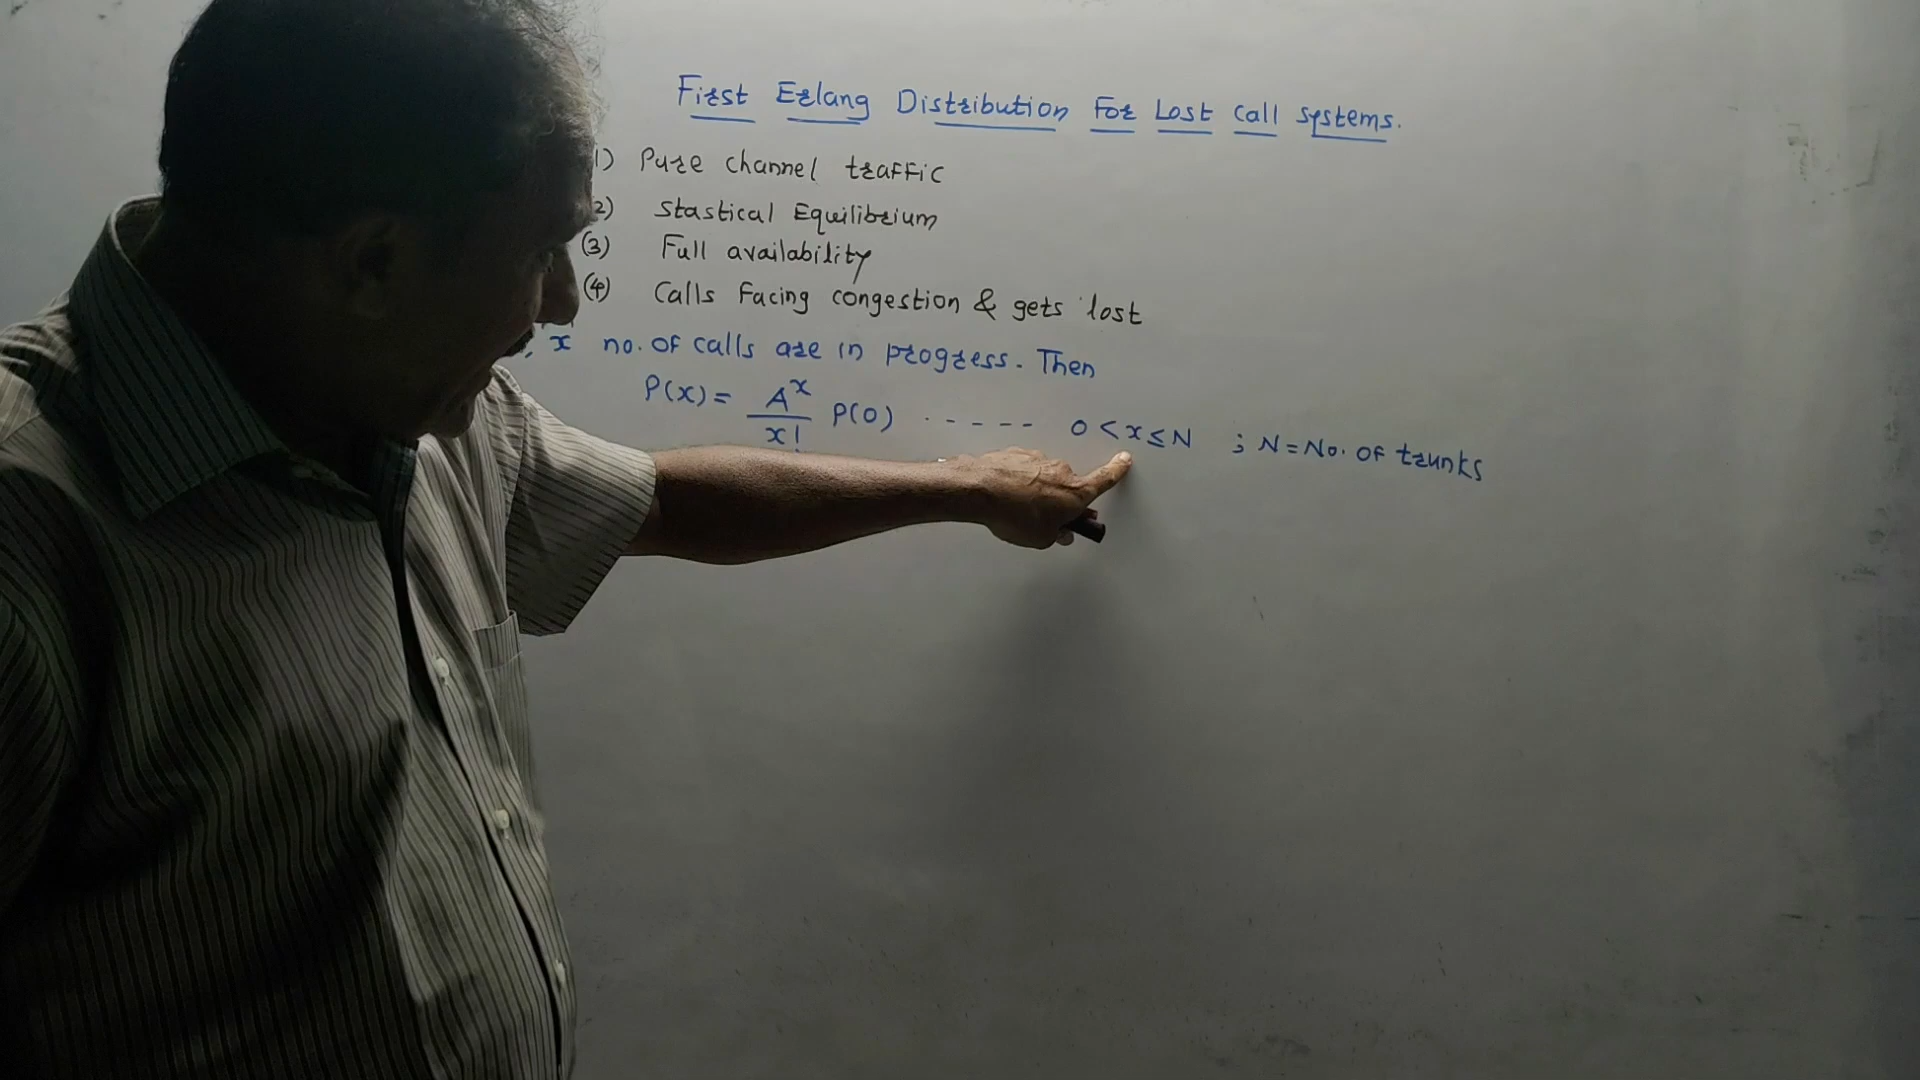 First Erlang Distribution For Lost Call Systems.
1) Pure channel traffic
2) Stastical Equilibrium
(3) Full availability
(4) Calls Facing congestion & gets lost
, x no. of calls are in progress. Then
P(x) = A^x / x! P(0) ------ 0 < x ≤ N ; N = No. of trunks